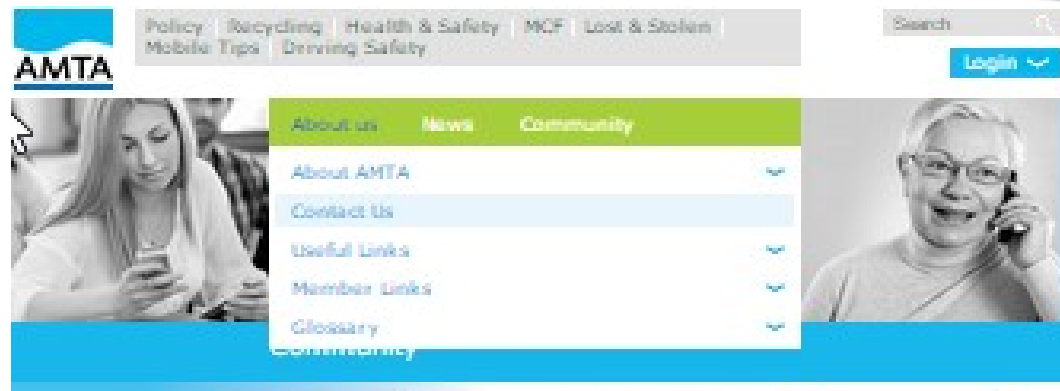 AMTA
Policy Recycling Health & Safety MCF Lost & Stolen
Mobile Tips Driving Safety
Search
Login
About us News Community
About AMTA
Contact Us
Useful Links
Member Links
Glossary
Community